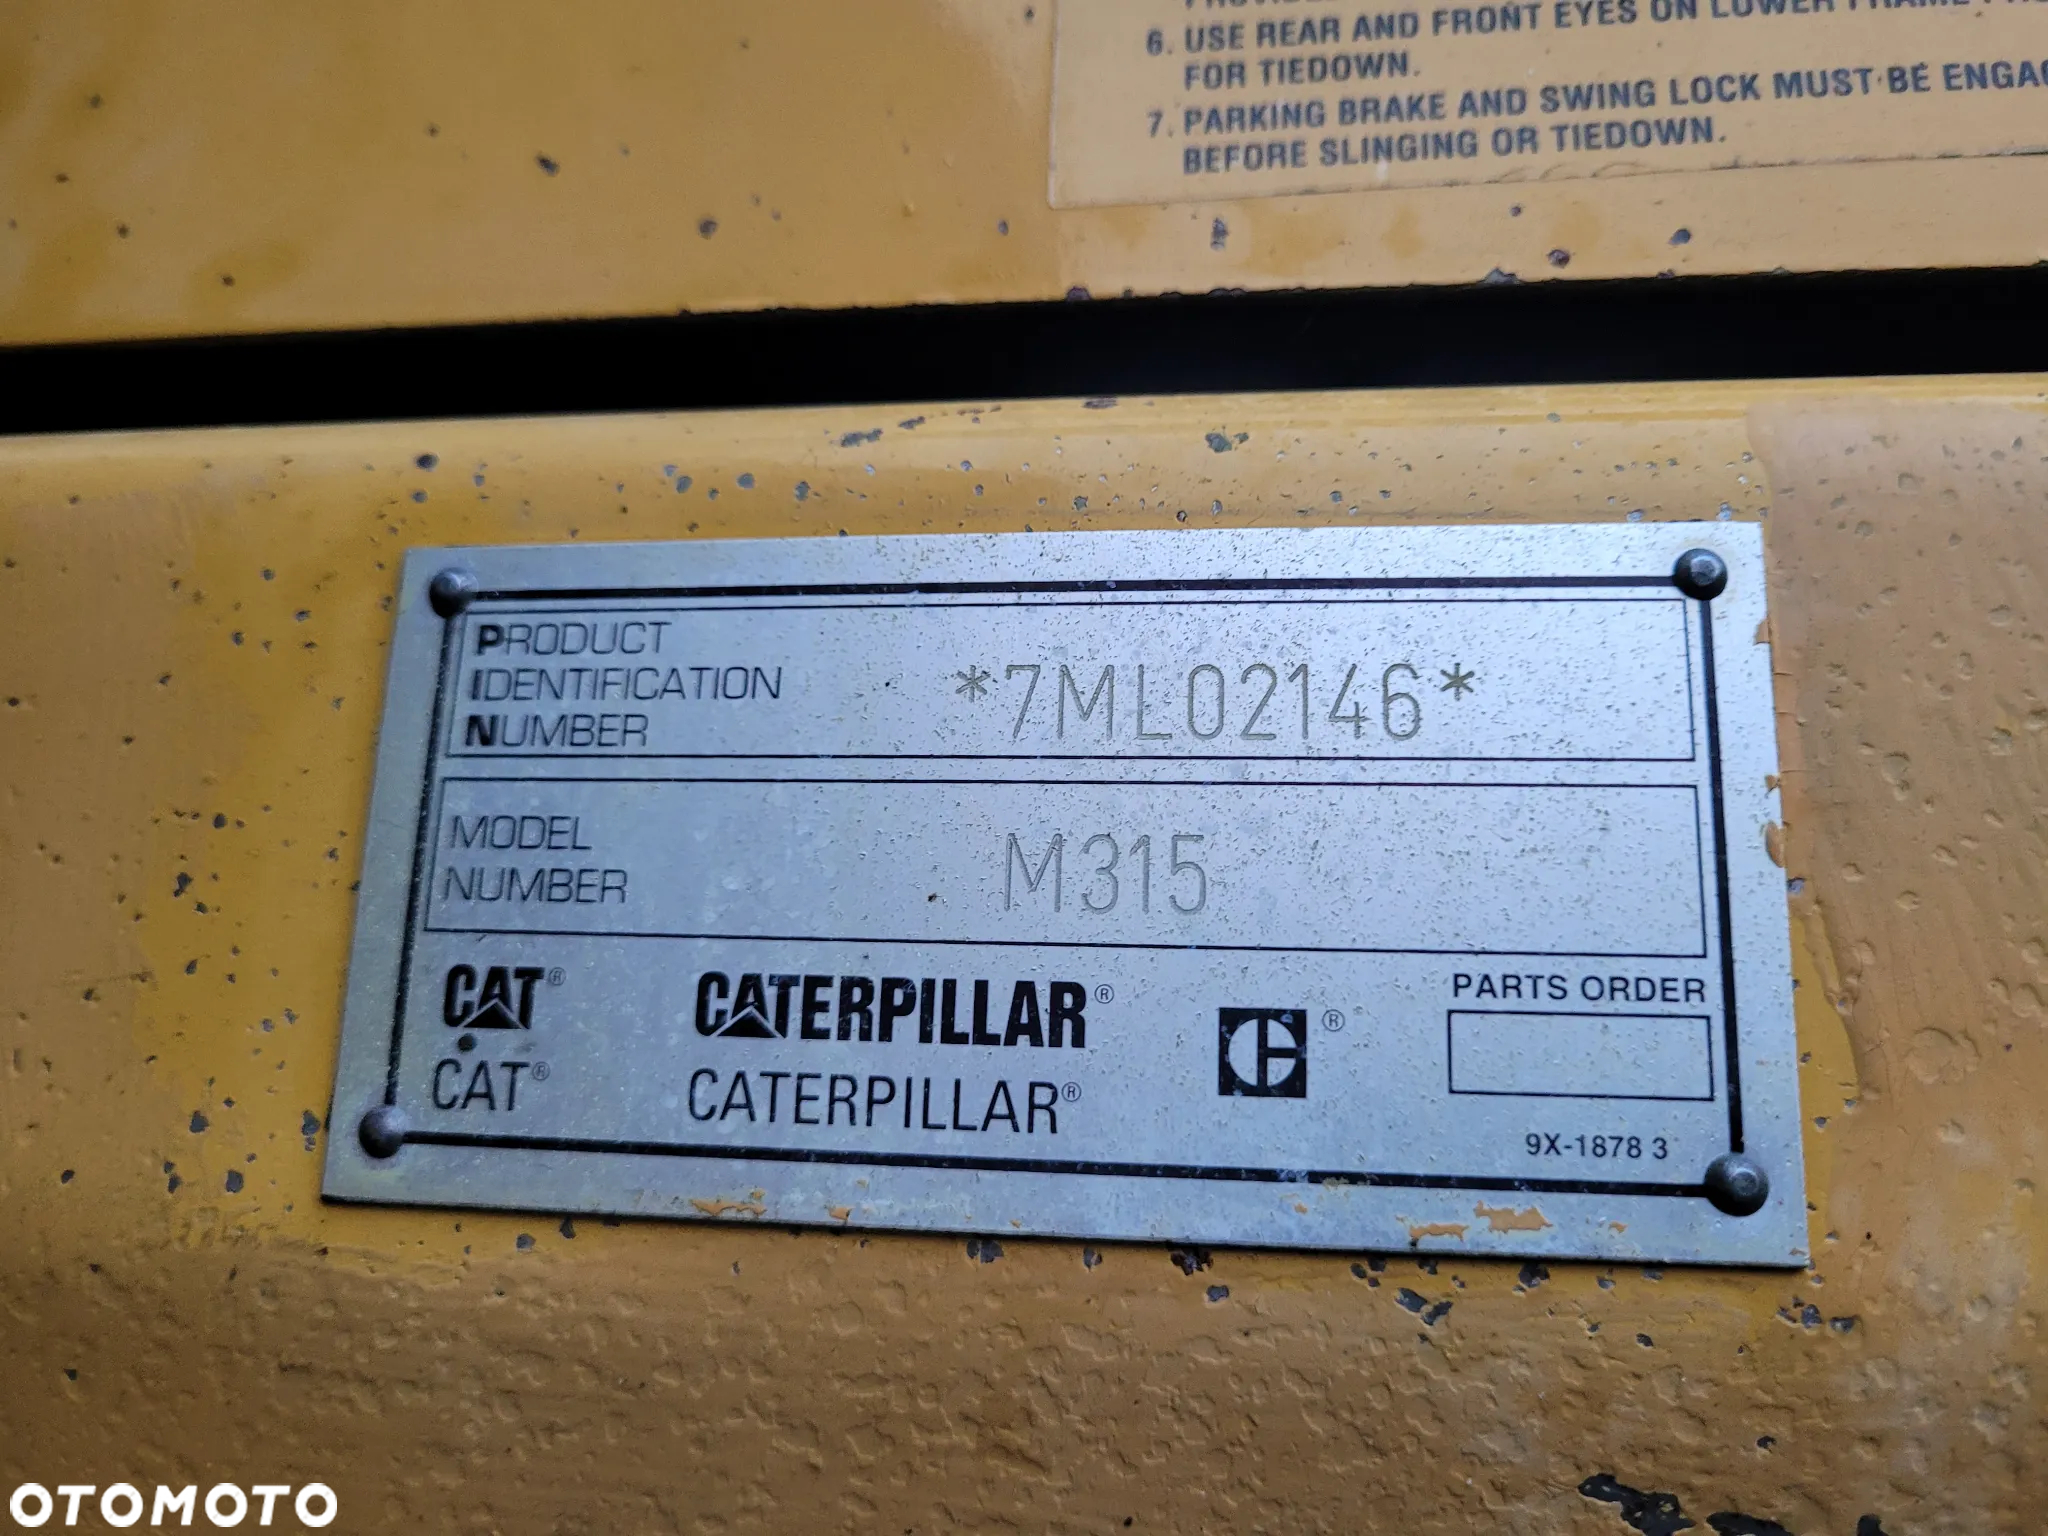 6. USE REAR AND FRONT EYES ON LOWER FRAME
FOR TIEDOWN.
7. PARKING BRAKE AND SWING LOCK MUST BE
BEFORE SLINGING OR TIEDOWN.
PRODUCT
IDENTIFICATION
NUMBER
*7ML02146*
MODEL
NUMBER
M315
CAT® CATERPILLAR® ®
CAT® CATERPILLAR®
PARTS ORDER
9X-1878 3
OTOMOTO